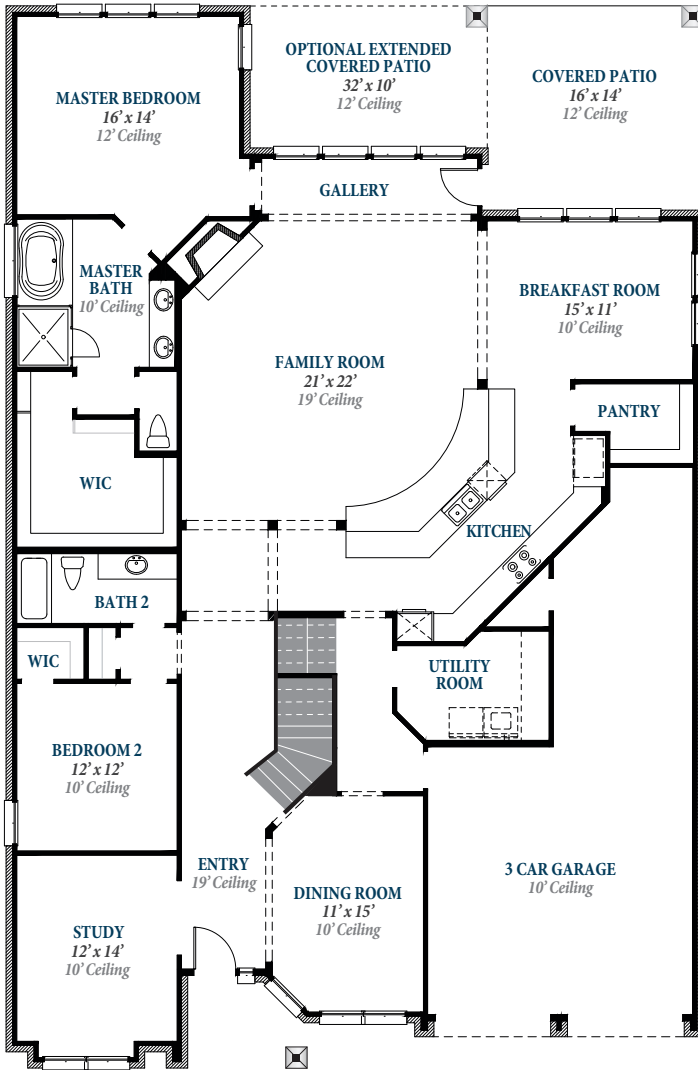 OPTIONAL EXTENDED
COVERED PATIO
32’ x 10’
12’ Ceiling
COVERED PATIO
16’ x 14’
12’ Ceiling
MASTER BEDROOM
16’ x 14’
12’ Ceiling
GALLERY
MASTER
BATH
10’ Ceiling
BREAKFAST ROOM
15’ x 11’
10’ Ceiling
FAMILY ROOM
21’ x 22’
19’ Ceiling
PANTRY
WIC
KITCHEN
BATH 2
WIC
UTILITY
ROOM
BEDROOM 2
12’ x 12’
10’ Ceiling
ENTRY
19’ Ceiling
3 CAR GARAGE
10’ Ceiling
DINING ROOM
11’ x 15’
10’ Ceiling
STUDY
12’ x 14’
10’ Ceiling